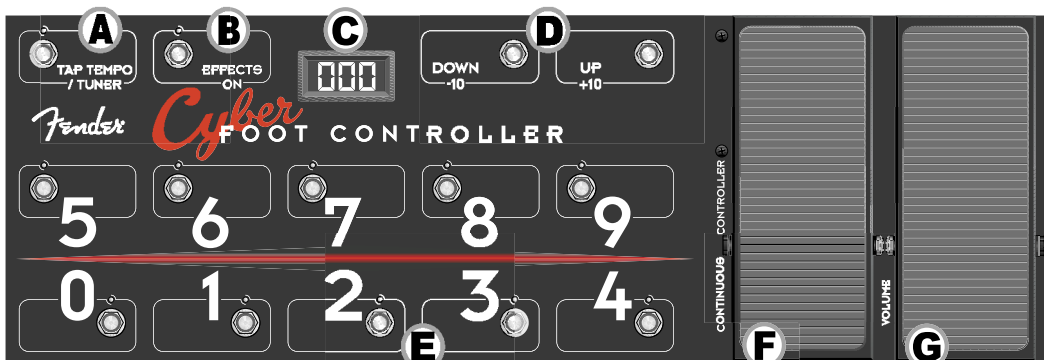 A
B
C
D
TAP TEMPO
/ TUNER
EFFECTS
ON
000
DOWN
-10
UP
+10
Fender
Cyber
FOOT CONTROLLER
5
6
7
8
9
0
1
2
3
4
CONTINUOUS CONTROLLER
VOLUME
E
F
G